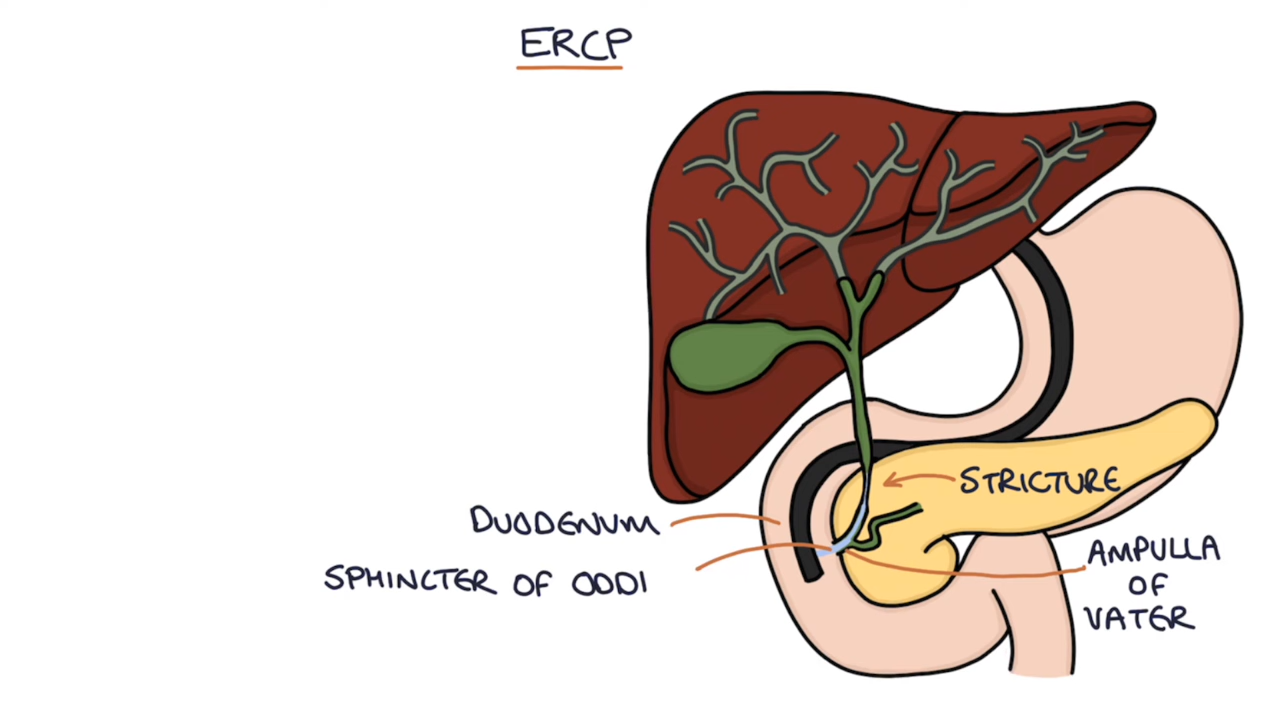 ERCP
STRICTURE
DUODENUM
SPHINCTER OF ODDI
AMPULLA
OF
VATER